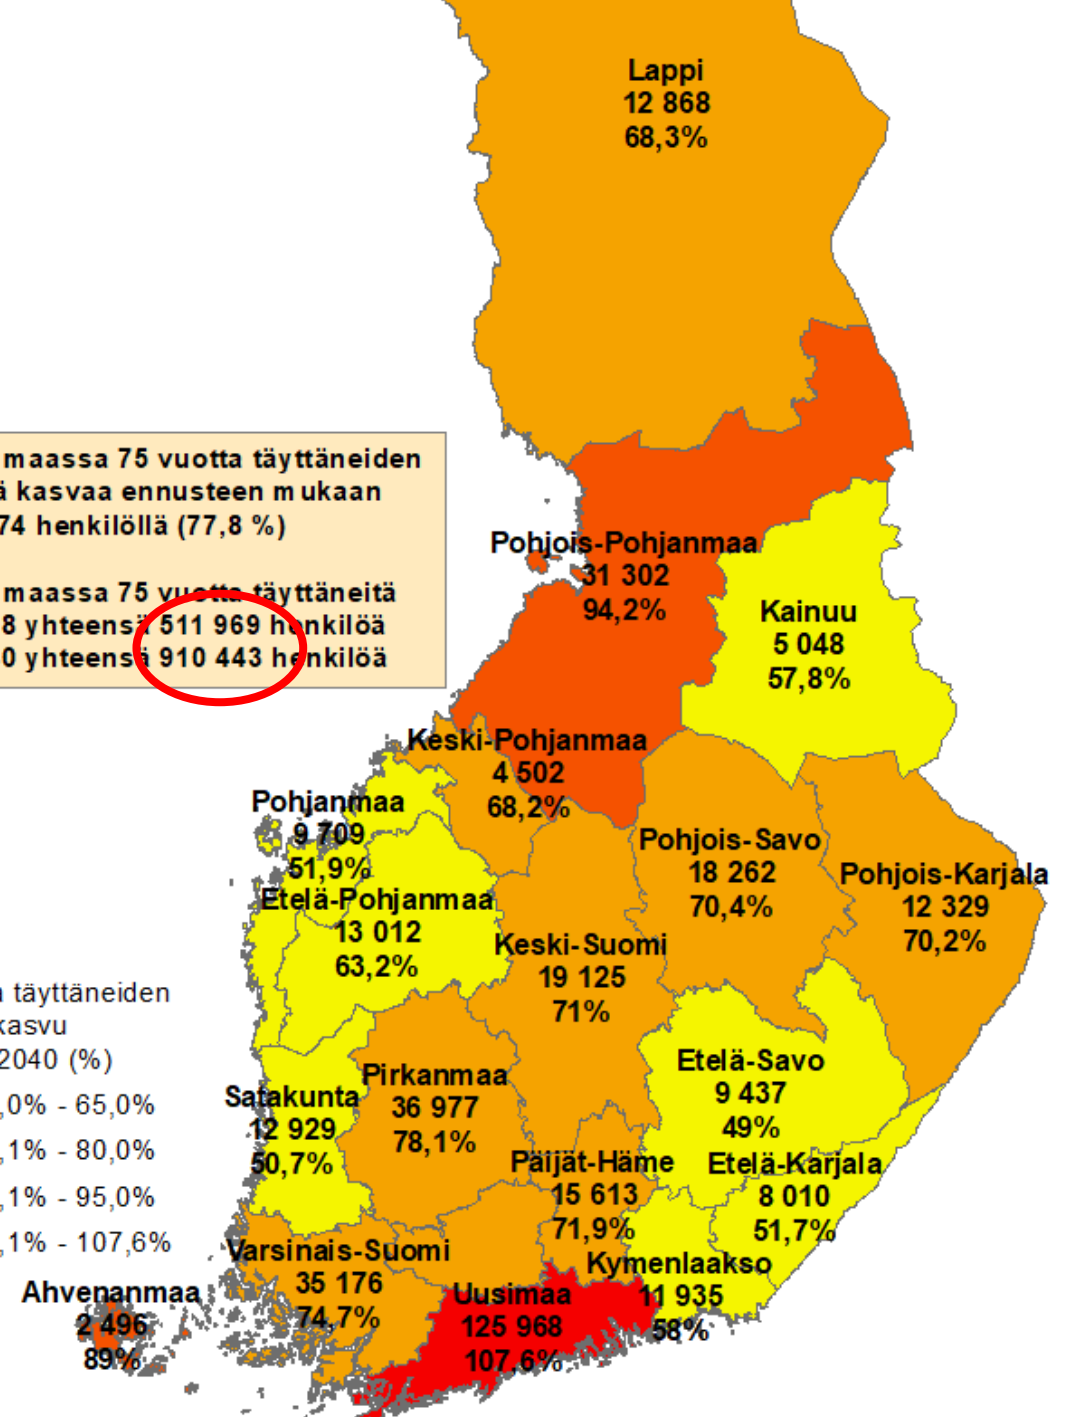 Lappi
12 868
68,3%
maassa 75 vuotta täyttäneiden
ä kasvaa ennusteen mukaan
74 henkilöllä (77,8 %)
maassa 75 vuotta täyttäneitä
8 yhteensä 511 969 henkilöä
0 yhteensä 910 443 henkilöä
Pohjois-Pohjanmaa
31 302
94,2%
Kainuu
5 048
57,8%
Keski-Pohjanmaa
4 502
68,2%
Pohjanmaa
9 709
51,9%
Etelä-Pohjanmaa
13 012
63,2%
Pohjois-Savo
18 262
70,4%
Pohjois-Karjala
12 329
70,2%
Keski-Suomi
19 125
71%
täyttäneiden
kasvu
2040 (%)
,0% - 65,0%
,1% - 80,0%
,1% - 95,0%
,1% - 107,6%
Etelä-Savo
9 437
49%
Pirkanmaa
36 977
78,1%
Satakunta
12 929
50,7%
Päijät-Häme
15 613
71,9%
Etelä-Karjala
8 010
51,7%
Varsinais-Suomi
35 176
74,7%
Kymenlaakso
11 935
58%
Uusimaa
125 968
107,6%
Ahvenanmaa
2 496
89%